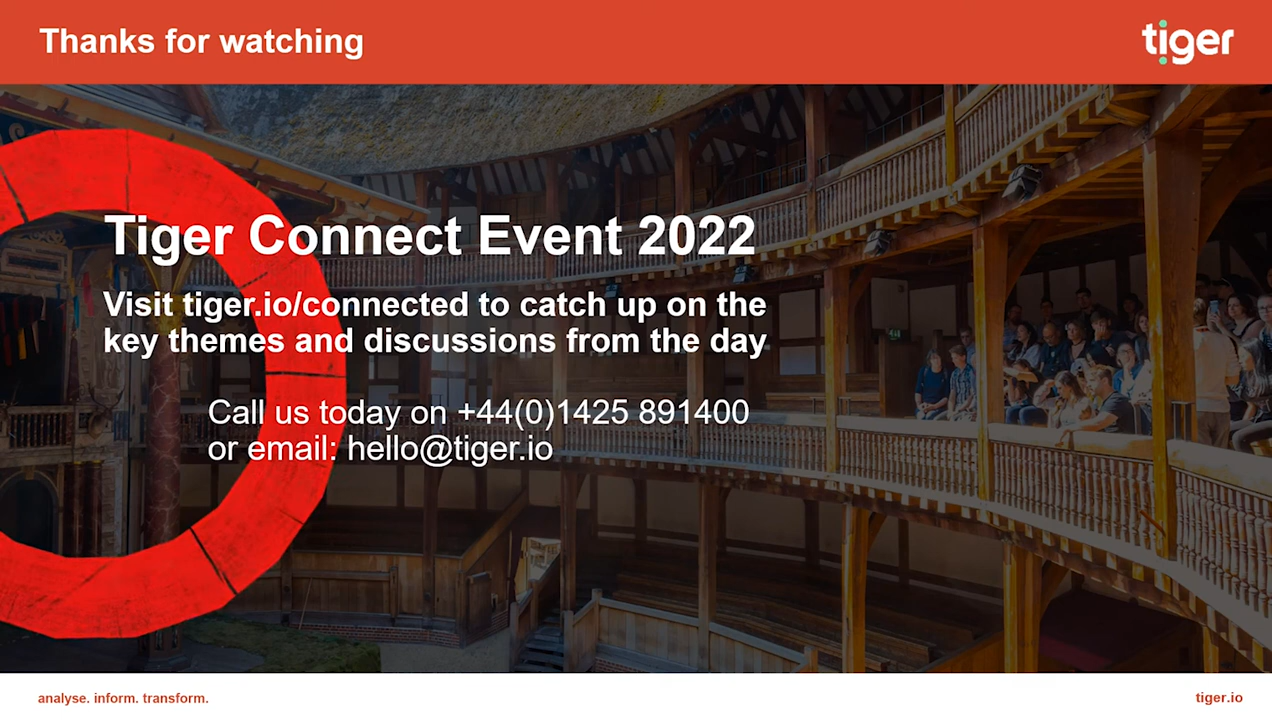 Thanks for watching
tiger
Tiger Connect Event 2022
Visit tiger.io/connected to catch up on the
key themes and discussions from the day
Call us today on +44(0)1425 891400
or email: hello@tiger.io
analyse. inform. transform.
tiger.io